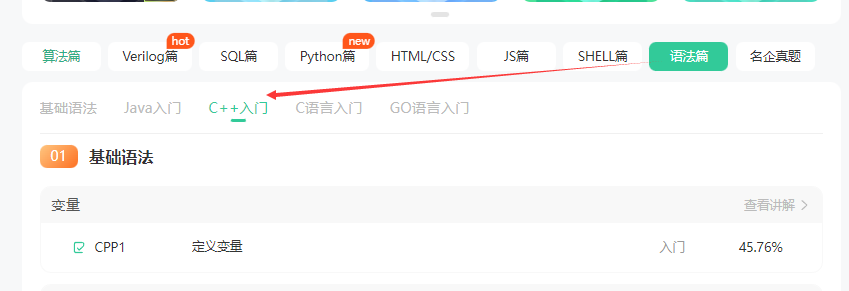 hot new
算法篇 Verilog篇 SQL篇 Python篇 HTML/CSS JS篇 SHELL篇 语法篇 名企真题
基础语法 Java入门 C++入门 C语言入门 GO语言入门
01 基础语法
变量 查看讲解 >
CPP1 定义变量 入门 45.76%